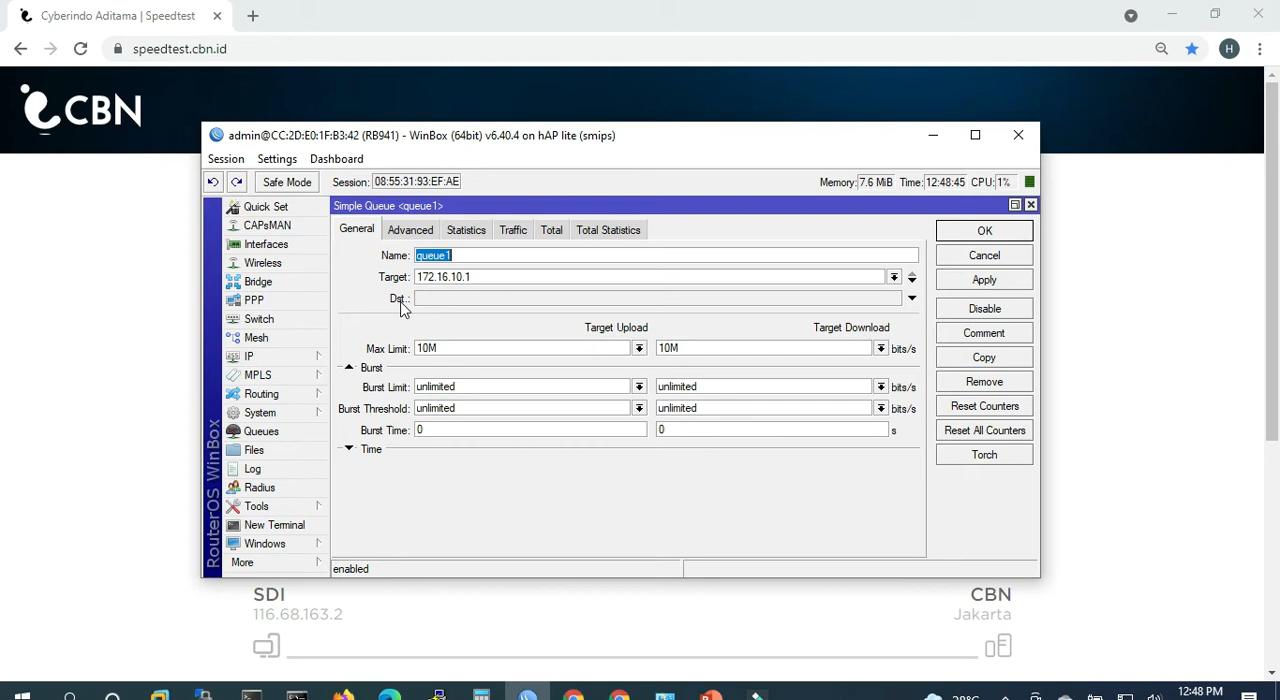 Cyberindo Aditama | Speedtest
speedtest.cbn.id
H
CBN
admin@CC:2D:E0:1F:B3:42 (RB941) - WinBox (64bit) v6.40.4 on hAP lite (smips)
Session Settings Dashboard
Safe Mode Session: 08:55:31:93:EF:AE Memory: 7.6 MiB Time: 12:48:45 CPU: 1%
Quick Set
CAPsMAN
Interfaces
Wireless
Bridge
PPP
Switch
Mesh
IP
MPLS
Routing
System
Queues
Files
Log
Radius
Tools
New Terminal
Windows
More
RouterOS WinBox
Simple Queue <queue1>
General Advanced Statistics Traffic Total Total Statistics
Name: queue1
Target: 172.16.10.1
Dst.:
Target Upload Target Download
Max Limit: 10M 10M bits/s
Burst
Burst Limit: unlimited unlimited bits/s
Burst Threshold: unlimited unlimited bits/s
Burst Time: 0 0 s
Time
enabled
OK
Cancel
Apply
Disable
Comment
Copy
Remove
Reset Counters
Reset All Counters
Torch
SDI
116.68.163.2
CBN
Jakarta
12:48 PM